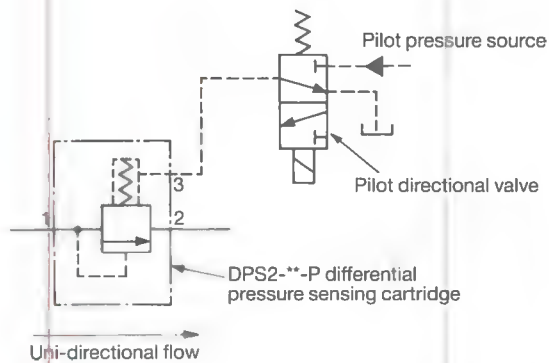 Pilot pressure source
Pilot directional valve
3
1
2
DPS2-**-P differential
pressure sensing cartridge
Uni-directional flow